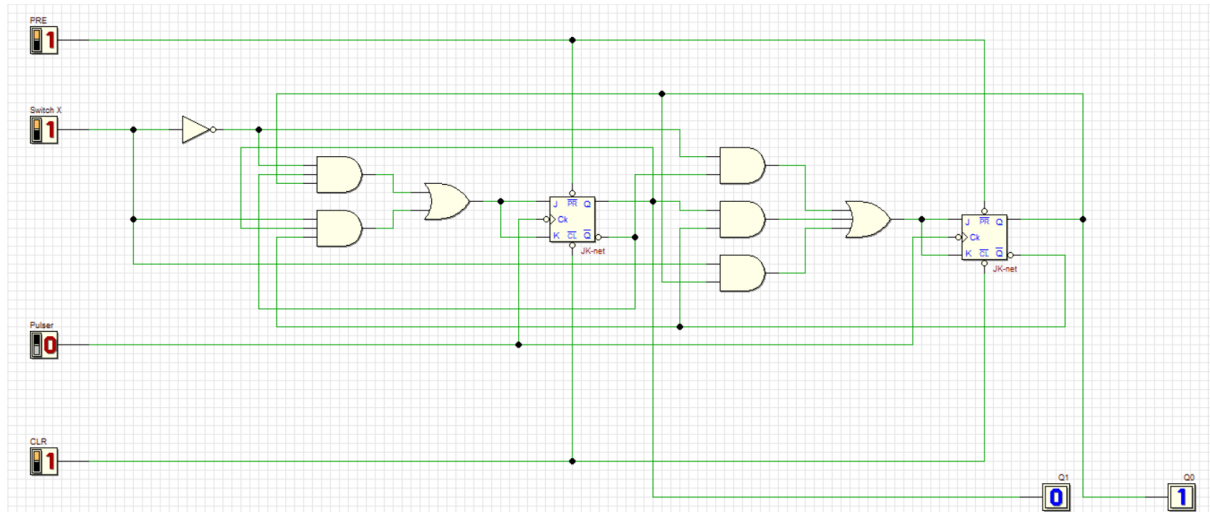 PRE
1
Switch X
1
J PR Q
Ck
K CL Q
JK-net
J PR Q
Ck
K CL Q
JK-net
Pulser
0
CLR
1
Q1
0
Q0
1